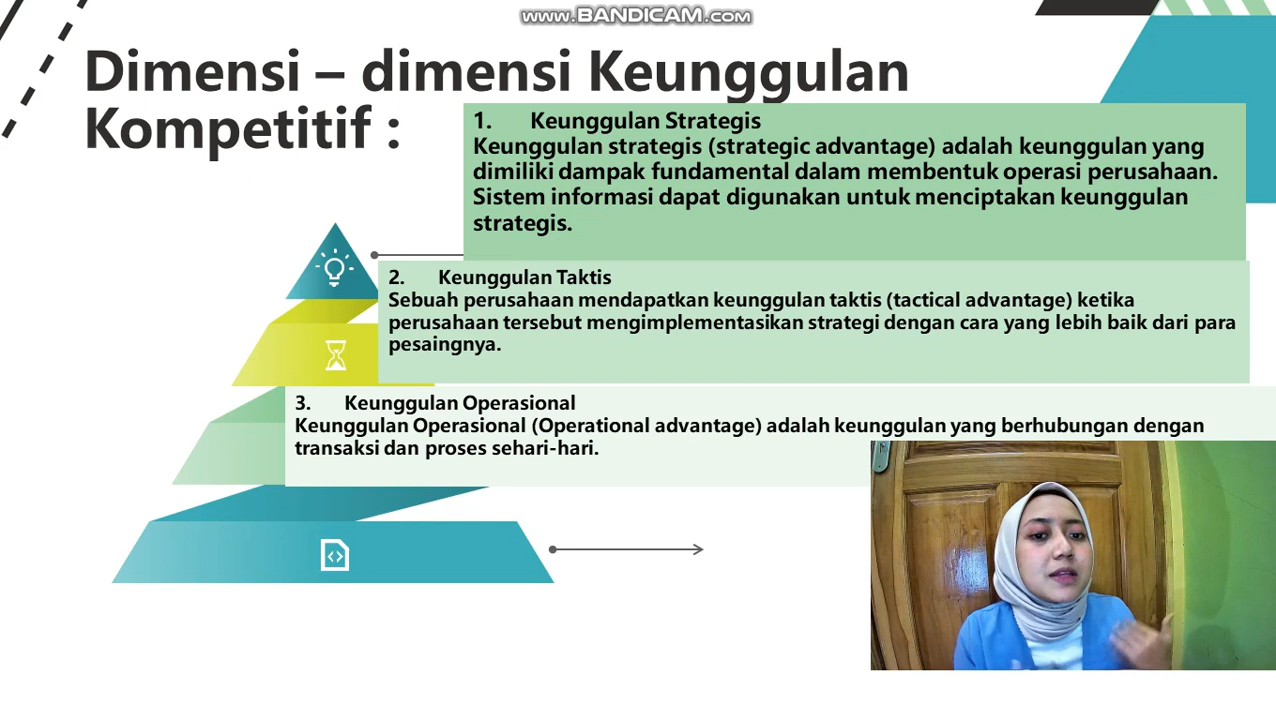 www.BANDICAM.com
Dimensi – dimensi Keunggulan
Kompetitif :
1. Keunggulan Strategis
Keunggulan strategis (strategic advantage) adalah keunggulan yang
dimiliki dampak fundamental dalam membentuk operasi perusahaan.
Sistem informasi dapat digunakan untuk menciptakan keunggulan
strategis.
2. Keunggulan Taktis
Sebuah perusahaan mendapatkan keunggulan taktis (tactical advantage) ketika
perusahaan tersebut mengimplementasikan strategi dengan cara yang lebih baik dari para
pesaingnya.
3. Keunggulan Operasional
Keunggulan Operasional (Operational advantage) adalah keunggulan yang berhubungan dengan
transaksi dan proses sehari-hari.